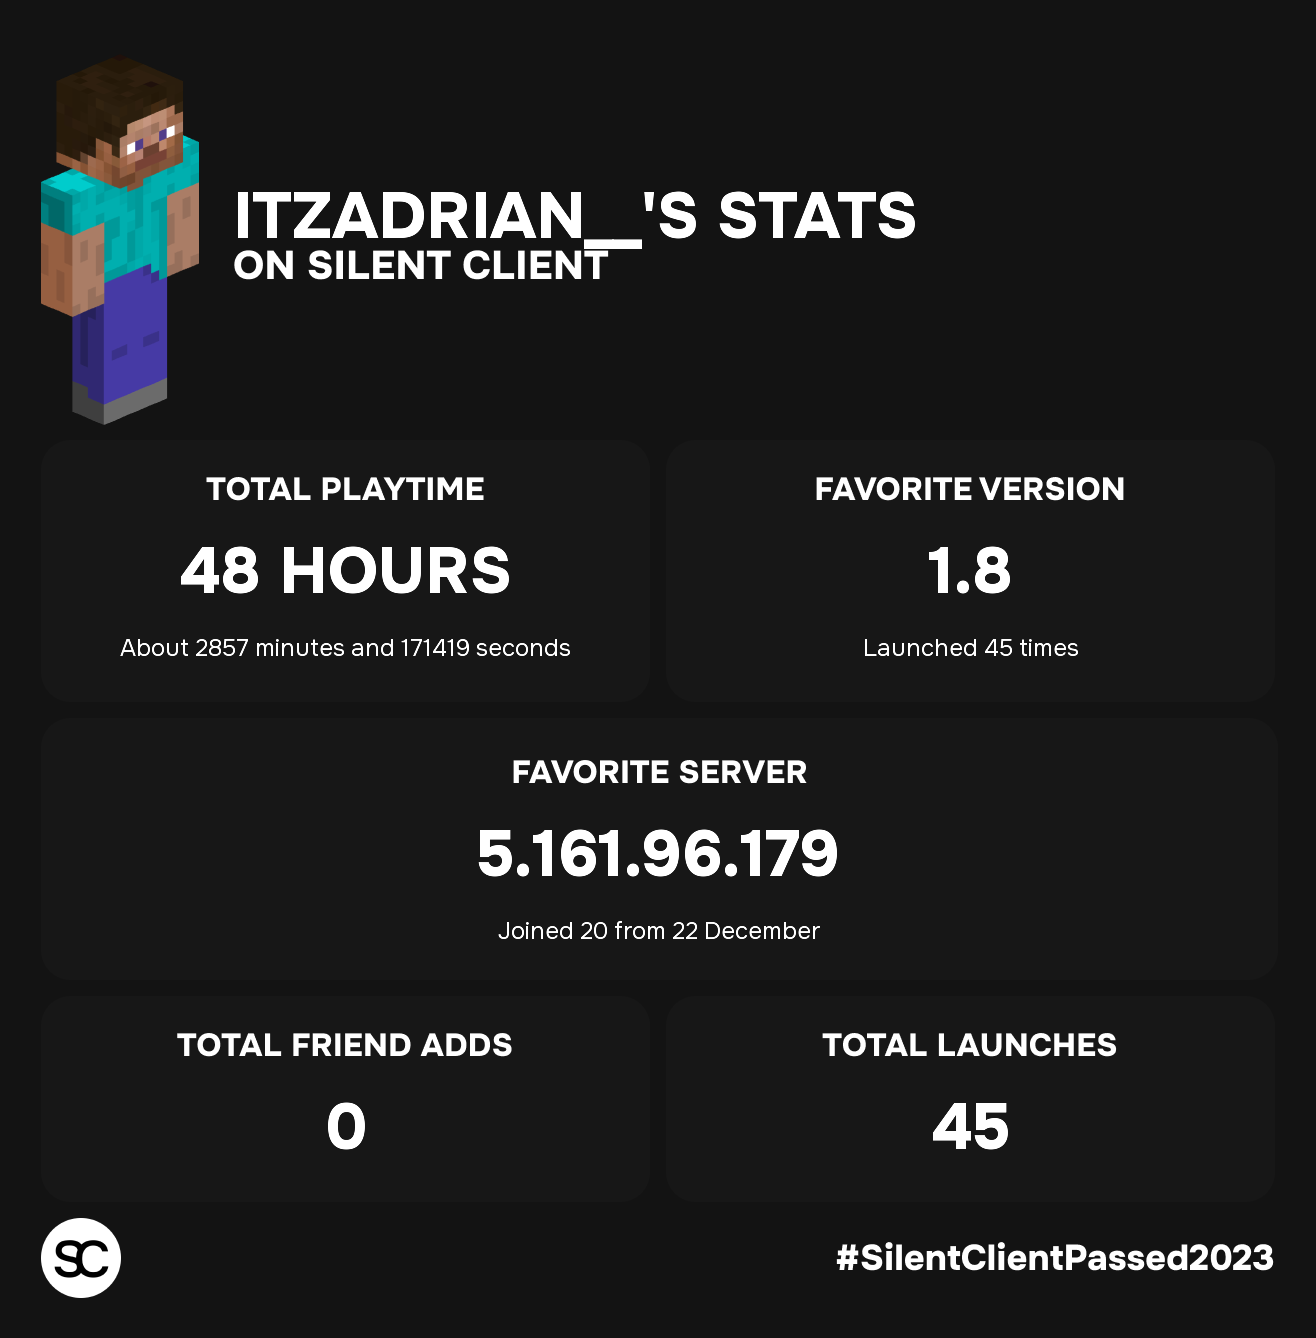 ITZADRIAN__'S STATS
ON SILENT CLIENT
TOTAL PLAYTIME
48 HOURS
About 2857 minutes and 171419 seconds
FAVORITE VERSION
1.8
Launched 45 times
FAVORITE SERVER
5.161.96.179
Joined 20 from 22 December
TOTAL FRIEND ADDS
0
TOTAL LAUNCHES
45
SC
#SilentClientPassed2023